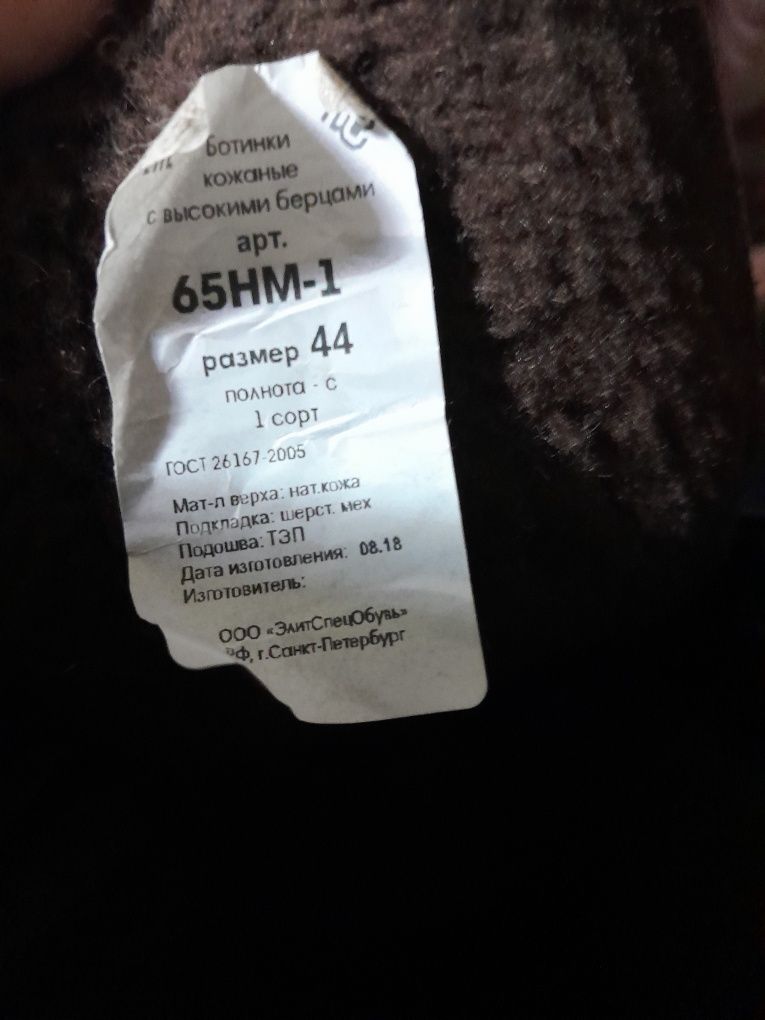 ботинки
кожаные
с высокими берцами
арт.
65НМ-1
размер 44
полнота - с
1 сорт
ГОСТ 26167-2005
Мат-л верха: нат.кожа
Подкладка: шерст. мех
Подошва: ТЭП
Дата изготовления: 08.18
Изготовитель:
ООО «ЭлитСпецОбувь»
РФ, г.Санкт-Петербург